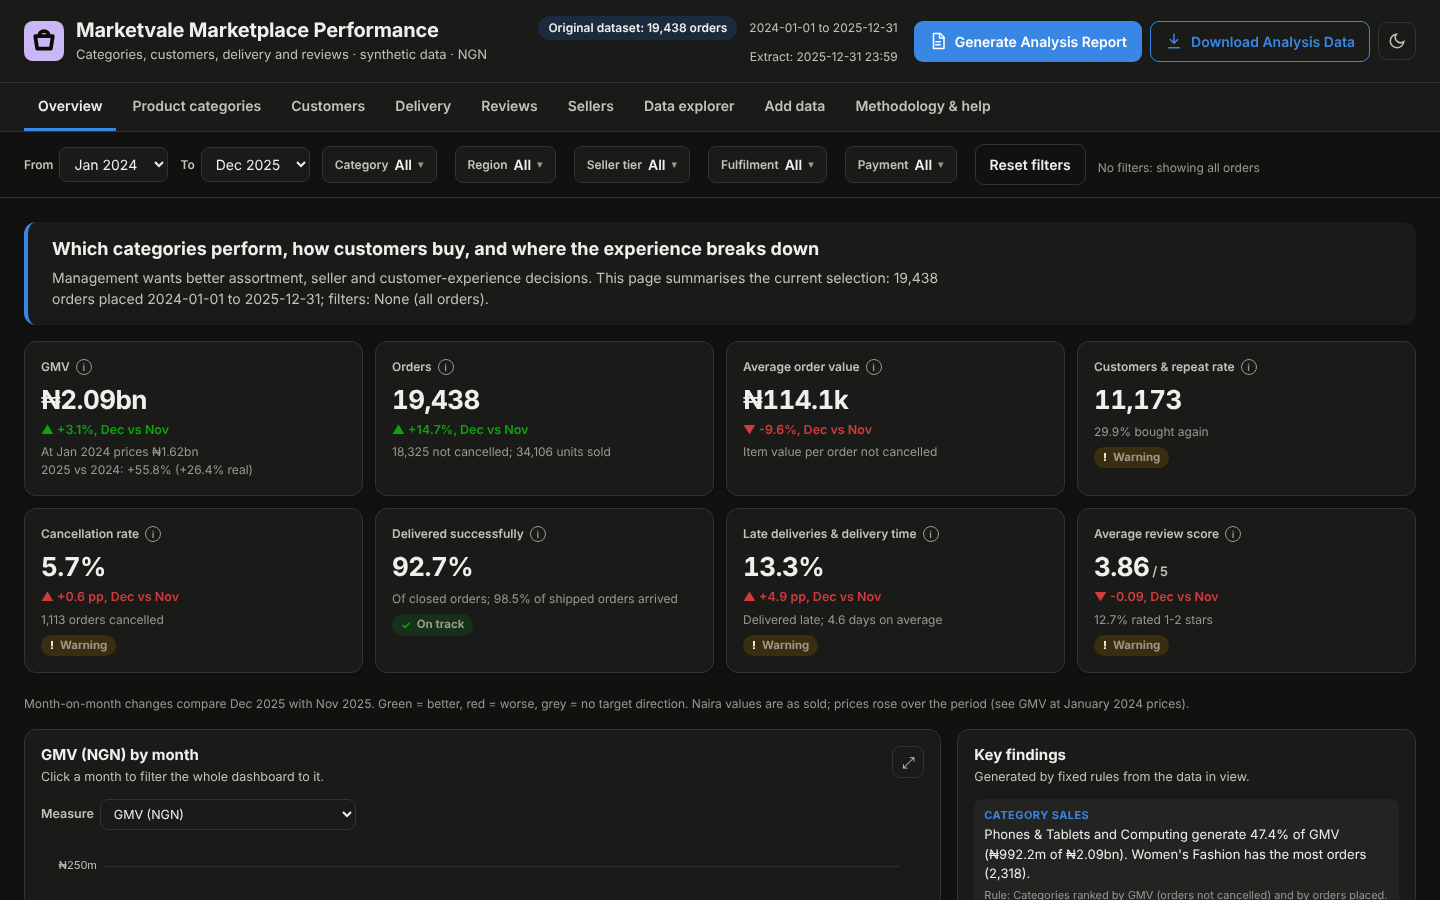 Marketvale Marketplace Performance
Categories, customers, delivery and reviews · synthetic data · NGN
Original dataset: 19,438 orders
2024-01-01 to 2025-12-31
Extract: 2025-12-31 23:59
Generate Analysis Report
Download Analysis Data
Overview
Product categories
Customers
Delivery
Reviews
Sellers
Data explorer
Add data
Methodology & help
From Jan 2024
To Dec 2025
Category All
Region All
Seller tier All
Fulfilment All
Payment All
Reset filters
No filters: showing all orders
Which categories perform, how customers buy, and where the experience breaks down
Management wants better assortment, seller and customer-experience decisions. This page summarises the current selection: 19,438
orders placed 2024-01-01 to 2025-12-31; filters: None (all orders).
GMV
₦2.09bn
▲ +3.1%, Dec vs Nov
At Jan 2024 prices ₦1.62bn
2025 vs 2024: +55.8% (+26.4% real)
Orders
19,438
▲ +14.7%, Dec vs Nov
18,325 not cancelled; 34,106 units sold
Average order value
₦114.1k
▼ -9.6%, Dec vs Nov
Item value per order not cancelled
Customers & repeat rate
11,173
29.9% bought again
! Warning
Cancellation rate
5.7%
▲ +0.6 pp, Dec vs Nov
1,113 orders cancelled
! Warning
Delivered successfully
92.7%
Of closed orders; 98.5% of shipped orders arrived
✓ On track
Late deliveries & delivery time
13.3%
▲ +4.9 pp, Dec vs Nov
Delivered late; 4.6 days on average
! Warning
Average review score
3.86 / 5
▼ -0.09, Dec vs Nov
12.7% rated 1-2 stars
! Warning
Month-on-month changes compare Dec 2025 with Nov 2025. Green = better, red = worse, grey = no target direction. Naira values are as sold; prices rose over the period (see GMV at January 2024 prices).
GMV (NGN) by month
Click a month to filter the whole dashboard to it.
Measure GMV (NGN)
₦250m
Key findings
Generated by fixed rules from the data in view.
CATEGORY SALES
Phones & Tablets and Computing generate 47.4% of GMV
(₦992.2m of ₦2.09bn). Women's Fashion has the most orders
(2,318).
Rule: Categories ranked by GMV (orders not cancelled) and by orders placed.